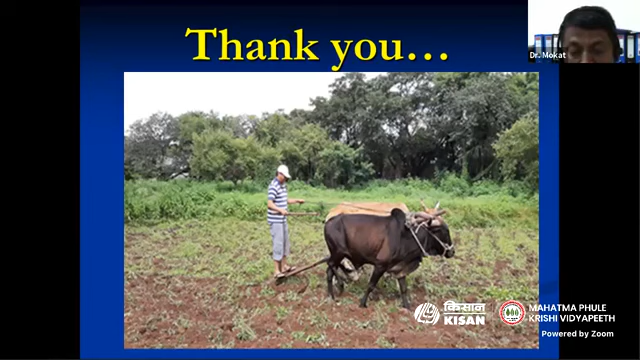 Thank you...
Dr. Mokat
किसान
KISAN
MAHATMA PHULE
KRISHI VIDYAPEETH
Powered by Zoom